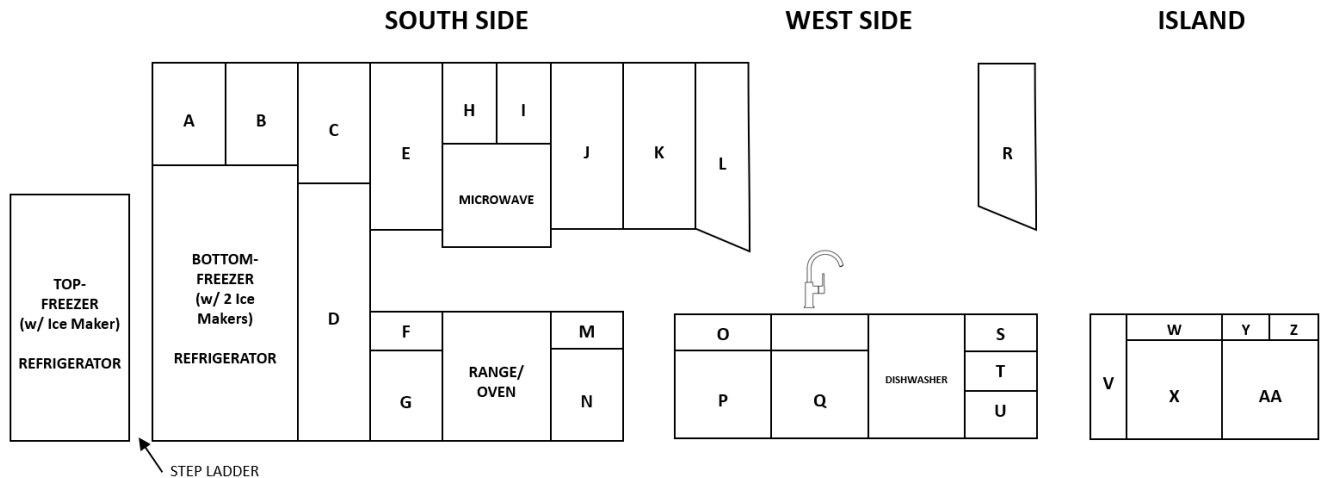 SOUTH SIDE
WEST SIDE
ISLAND
A
B
C
E
H
I
J
K
L
R
MICROWAVE
TOP-
FREEZER
(w/ Ice Maker)
REFRIGERATOR
BOTTOM-
FREEZER
(w/ 2 Ice
Makers)
REFRIGERATOR
D
F
G
RANGE/
OVEN
M
N
O
P
Q
DISHWASHER
S
T
U
V
W
X
Y
Z
AA
STEP LADDER